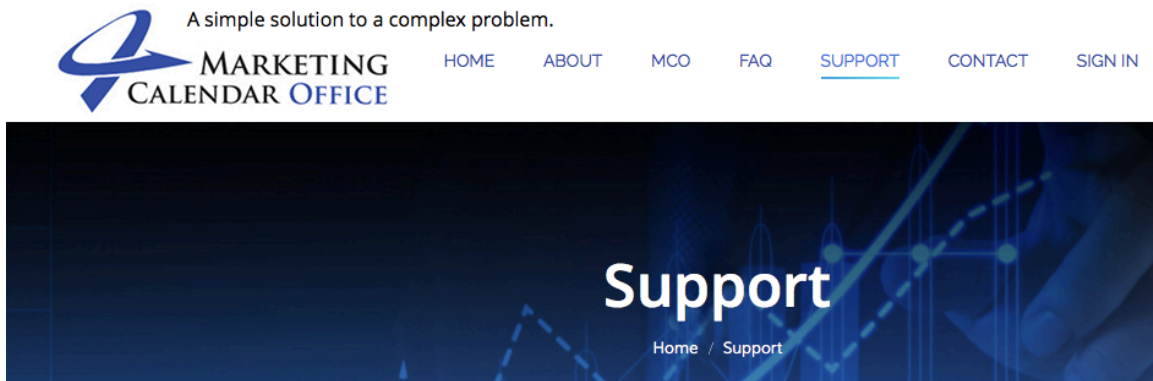 A simple solution to a complex problem.
MARKETING
CALENDAR OFFICE
HOME ABOUT MCO FAQ SUPPORT CONTACT SIGN IN
Support
Home / Support